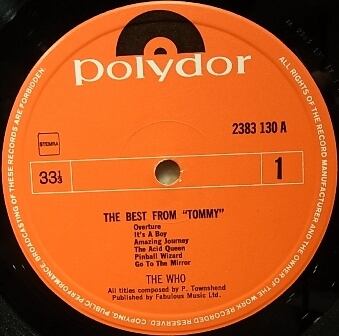 polydor
2383 130 A
STEMRA
33⅓
1
THE BEST FROM "TOMMY"
Overture
It's A Boy
Amazing Journey
The Acid Queen
Pinball Wizard
Go To The Mirror
THE WHO
All titles composed by P. Townshend
Published by Fabulous Music Ltd.
ALL RIGHTS OF THE RECORD MANUFACTURER AND THE OWNER OF THE WORK RECORDED RESERVED. COPYING, PUBLIC PERFORMANCE, BROADCASTING OF THESE RECORDS ARE FORBIDDEN.